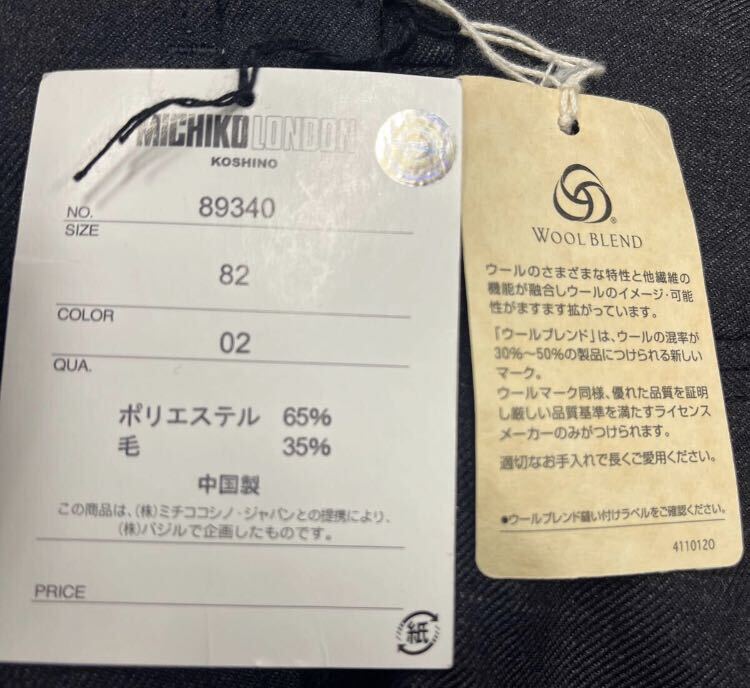 MICHIKO LONDON
KOSHINO
NO. 89340
SIZE
82
COLOR
02
QUA.
ポリエステル 65%
毛 35%
中国製
この商品は、(株)ミチココシノ・ジャパンとの提携により、
(株)バジルで企画したものです。
PRICE
紙
®
WOOL BLEND
ウールのさまざまな特性と他繊維の
機能が融合しウールのイメージ・可能
性がますます拡がっています。
「ウールブレンド」は、ウールの混率が
30%~50%の製品につけられる新しい
マーク。
ウールマーク同様、優れた品質を証明
し厳しい品質基準を満たすライセンス
メーカーのみがつけられます。
適切なお手入れで長くご愛用ください。
●ウールブレンド縫い付けラベルをご確認ください。
4110120